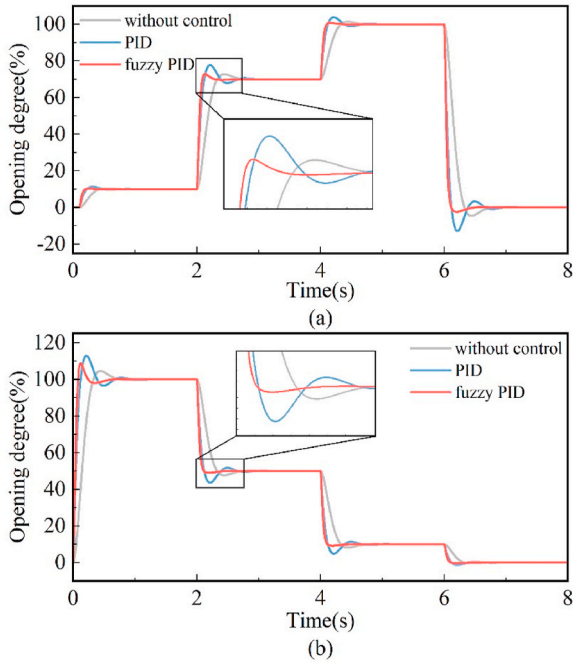 without control
PID
fuzzy PID
100
80
60
40
20
0
-20
Opening degree(%)
0
2
4
6
8
Time(s)
(a)
without control
PID
fuzzy PID
120
100
80
60
40
20
0
Opening degree(%)
0
2
4
6
8
Time(s)
(b)